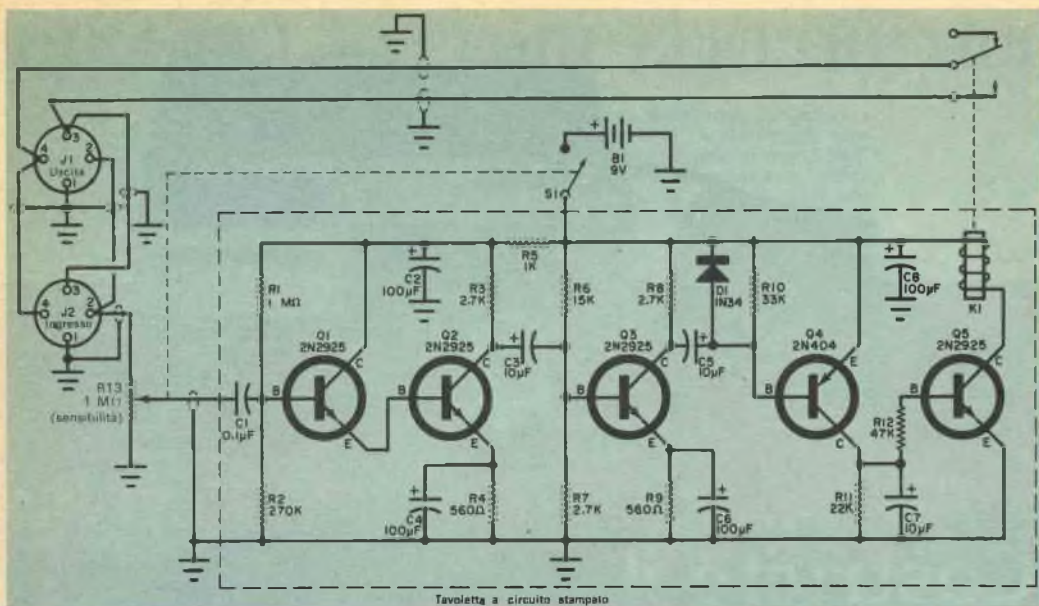 3
4
2
J1
Uscita
1
3
4
2
J2
Ingresso
1
R13
1 MΩ
(sensibilità)
C1
0.1µF
+
B1
9V
S1
R1
1 MΩ
R2
270K
Q1
2N2925
B
C
E
+
C2
100µF
R3
2.7K
Q2
2N2925
B
C
E
+
C4
100µF
R4
560Ω
R5
1K
+
C3
10µF
R6
15K
R7
2.7K
Q3
2N2925
B
C
E
R8
2.7K
R9
560Ω
+
C6
100µF
D1
1N34
+
C5
10µF
R10
33K
Q4
2N404
B
E
C
R11
22K
R12
47K
+
C7
10µF
+
C8
100µF
K1
Q5
2N2925
B
C
E
Tavoletta a circuito stampato